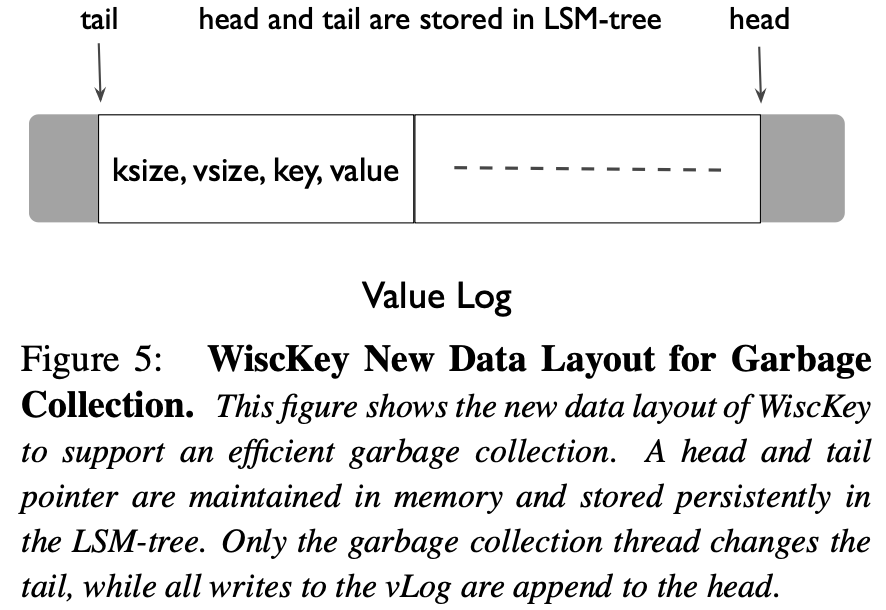 tail head and tail are stored in LSM-tree head
ksize, vsize, key, value
Value Log
Figure 5: WiscKey New Data Layout for Garbage
Collection. This figure shows the new data layout of WiscKey
to support an efficient garbage collection. A head and tail
pointer are maintained in memory and stored persistently in
the LSM-tree. Only the garbage collection thread changes the
tail, while all writes to the vLog are append to the head.